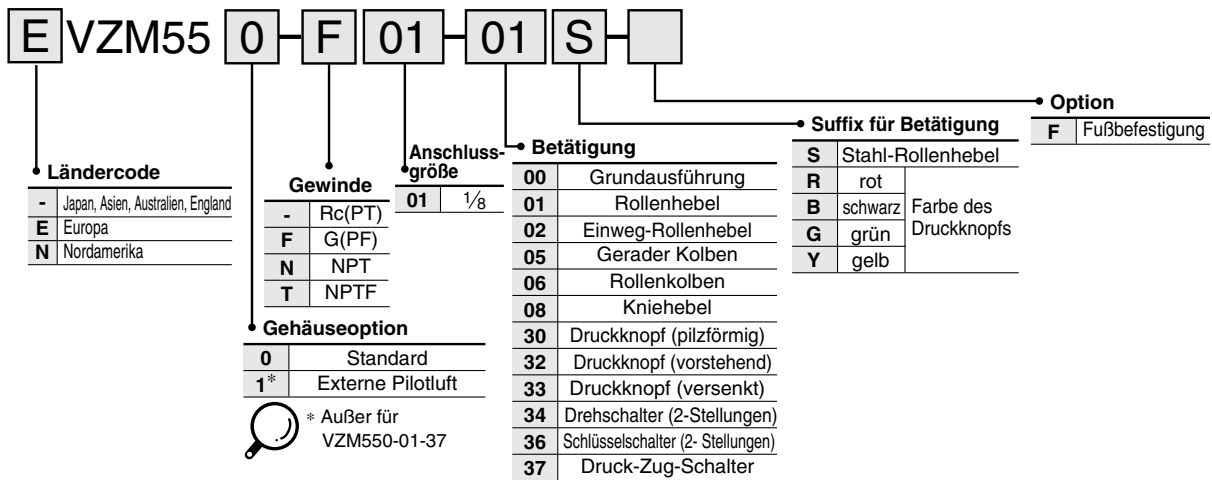 E VZM55 0 - F 01 - 01 S -
Ländercode
- Japan, Asien, Australien, England
E Europa
N Nordamerika
Gewinde
- Rc(PT)
F G(PF)
N NPT
T NPTF
Gehäuseoption
0 Standard
1* Externe Pilotluft
* Außer für
VZM550-01-37
Anschluss-
größe
01 1⁄8
Betätigung
00 Grundausführung
01 Rollenhebel
02 Einweg-Rollenhebel
05 Gerader Kolben
06 Rollenkolben
08 Kniehebel
30 Druckknopf (pilzförmig)
32 Druckknopf (vorstehend)
33 Druckknopf (versenkt)
34 Drehschalter (2-Stellungen)
36 Schlüsselschalter (2- Stellungen)
37 Druck-Zug-Schalter
Suffix für Betätigung
S Stahl-Rollenhebel
R rot
B schwarz
G grün
Y gelb
Farbe des
Druckknopfs
Option
F Fußbefestigung